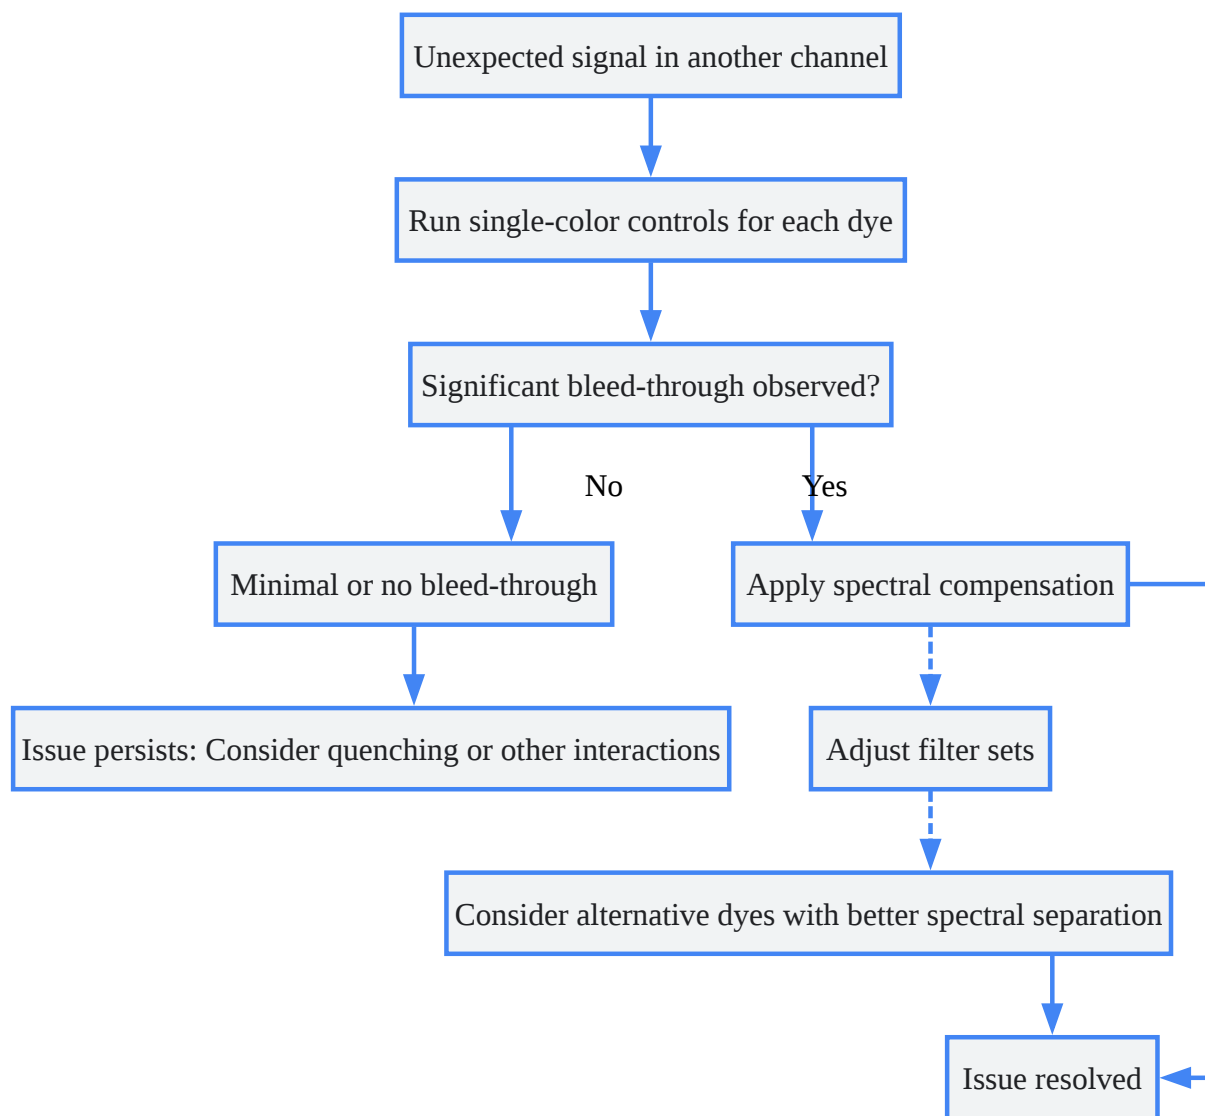 Unexpected signal in another channel
Run single-color controls for each dye
Significant bleed-through observed?
No
Yes
Minimal or no bleed-through
Apply spectral compensation
Issue persists: Consider quenching or other interactions
Adjust filter sets
Consider alternative dyes with better spectral separation
Issue resolved